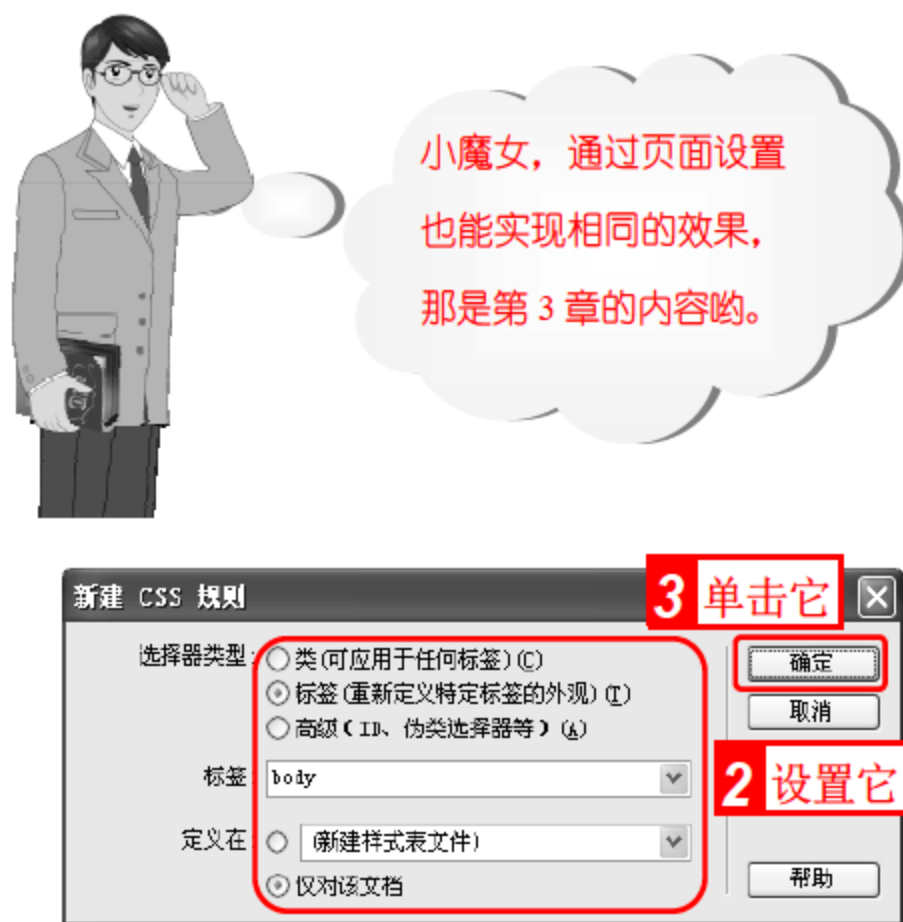 小魔女，通过页面设置
也能实现相同的效果，
那是第 3 章的内容哟。
新建 CSS 规则
3 单击它
选择器类型:
类(可应用于任何标签)(C)
确定
标签(重新定义特定标签的外观)(T)
取消
高级(ID、伪类选择器等)(A)
标签:
body
2 设置它
定义在:
(新建样式表文件)
仅对该文档
帮助